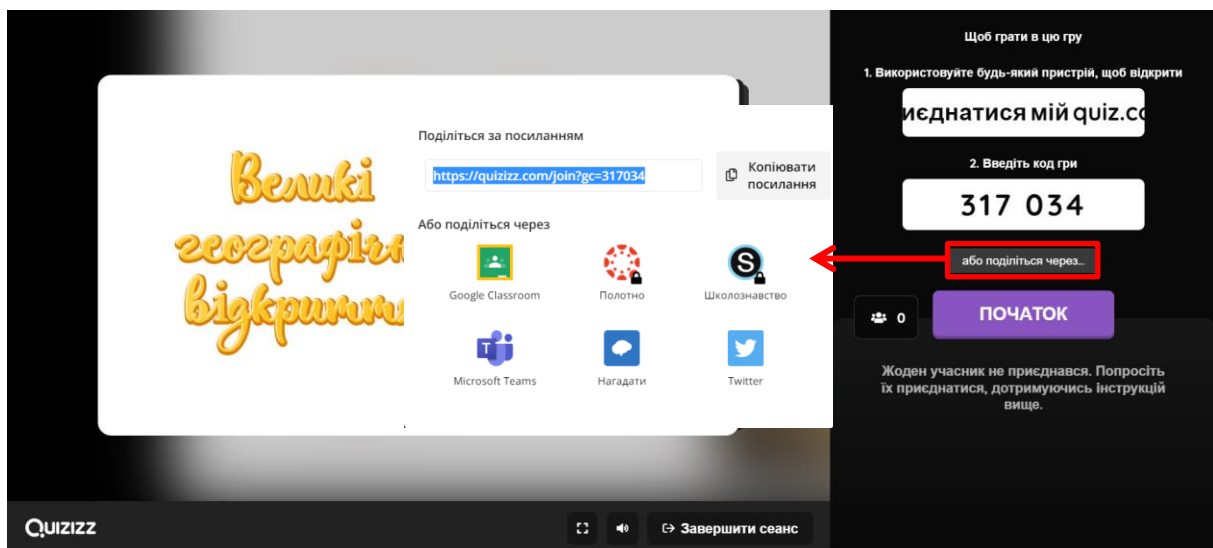 Великі
географічн
відкриття
Поділіться за посиланням
https://quizizz.com/join?gc=317034
Копіювати
посилання
Або поділіться через
Google Classroom
Полотно
Школознавство
Microsoft Teams
Нагадати
Twitter
Щоб грати в цю гру
1. Використовуйте будь-який пристрій, щоб відкрити
иєднатися мій quiz.co
2. Введіть код гри
317 034
або поділіться через...
0
ПОЧАТОК
Жоден учасник не приєднався. Попросіть
їх приєднатися, дотримуючись інструкцій
вище.
Quizizz
Завершити сеанс